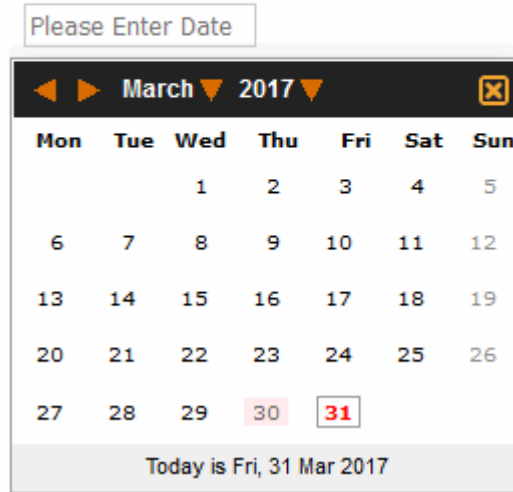 Please Enter Date
March 2017
Mon Tue Wed Thu Fri Sat Sun
1 2 3 4 5
6 7 8 9 10 11 12
13 14 15 16 17 18 19
20 21 22 23 24 25 26
27 28 29 30 31
Today is Fri, 31 Mar 2017